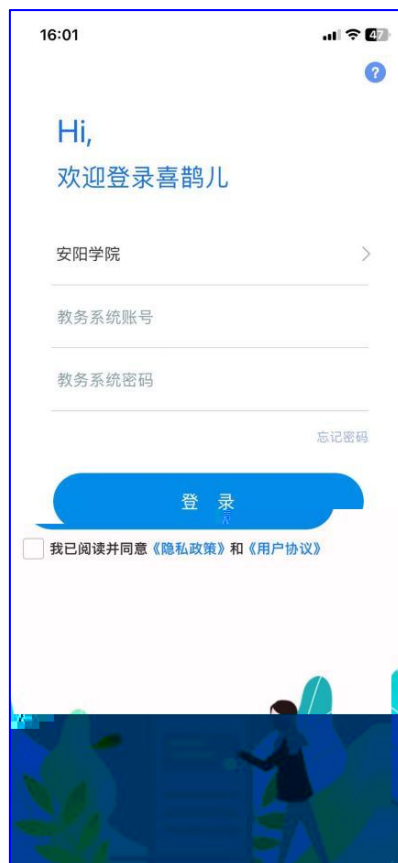 16:01
47
?
Hi,
欢迎登录喜鹊儿
安阳学院
教务系统账号
教务系统密码
忘记密码
登 录
我已阅读并同意《隐私政策》和《用户协议》